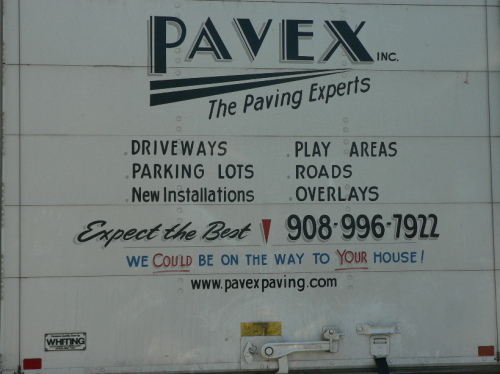 PAVEX INC.
The Paving Experts
.DRIVEWAYS .PLAY AREAS
.PARKING LOTS .ROADS
.New Installations .OVERLAYS
Expect the Best 908-996-7922
WE COULD BE ON THE WAY TO YOUR HOUSE!
www.pavexpaving.com
WHITING